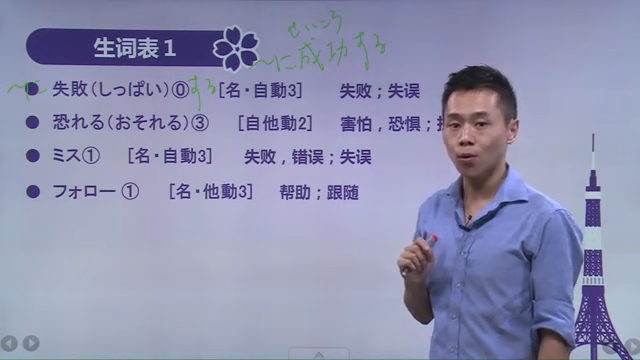 生词表1
せいこう
〜に成功する
〜に失敗(しっぱい)⓪する [名·自動3] 失败；失误
恐れる(おそれる)③ [自他動2] 害怕，恐惧；
ミス① [名·自動3] 失败，错误；失误
フォロー① [名·他動3] 帮助；跟随